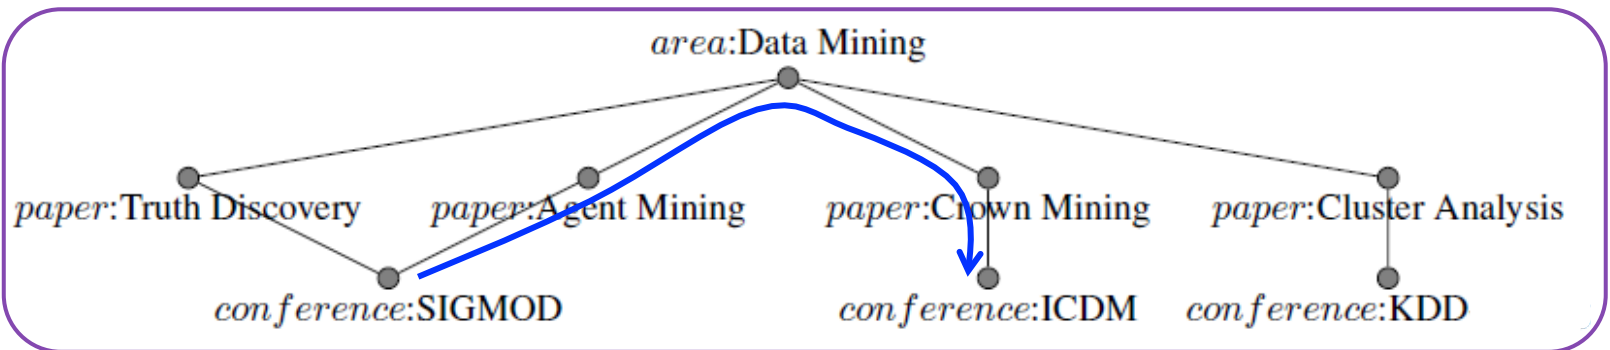 area:Data Mining
paper:Truth Discovery paper:Agent Mining paper:Crown Mining paper:Cluster Analysis
conference:SIGMOD conference:ICDM conference:KDD